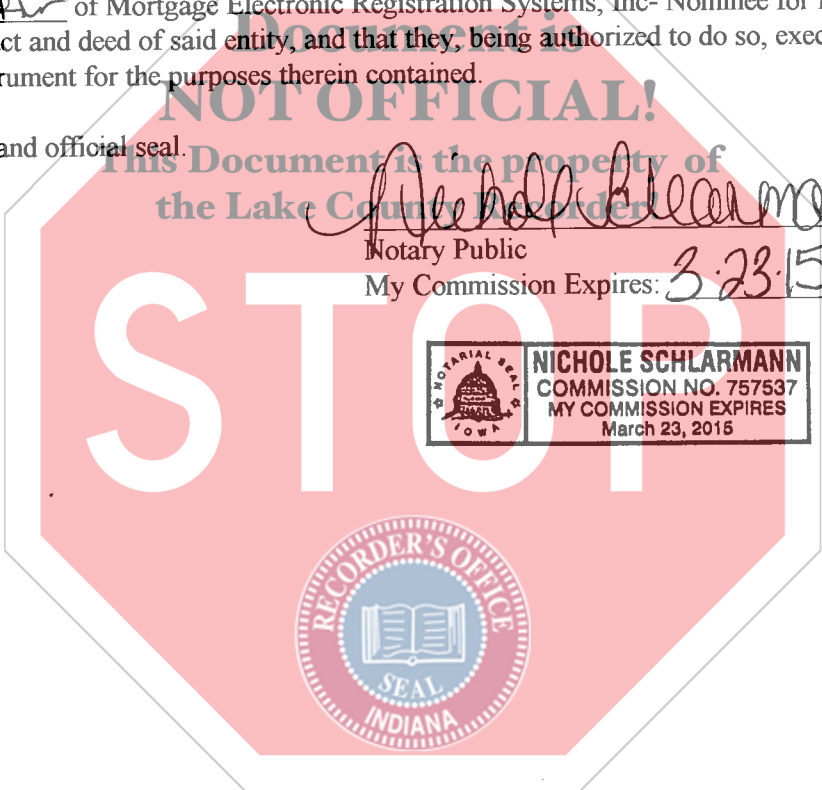 of Mortgage Electronic Registration Systems, Inc- Nominee for
ct and deed of said entity, and that they, being authorized to do so, exec
rument for the purposes therein contained.
Document is
NOT OFFICIAL!
and official seal.
This Document is the property of
the Lake County Recorder!
Notary Public
My Commission Expires: 3·23·15
STOP
NOTARIAL SEAL
IOWA
NICHOLE SCHLARMANN
COMMISSION NO. 757537
MY COMMISSION EXPIRES
March 23, 2015
RECORDER'S OFFICE
SEAL
INDIANA